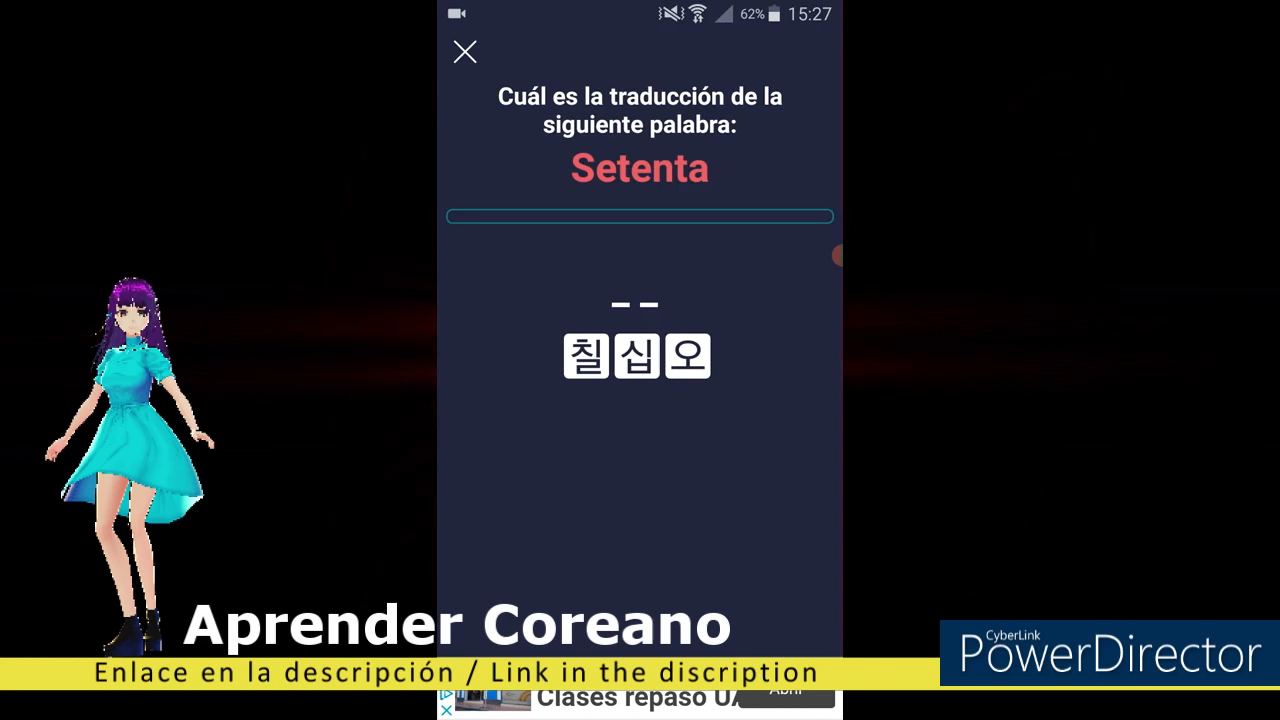 62% 15:27
Cuál es la traducción de la
siguiente palabra:
Setenta
칠 십 오
Aprender Coreano
CyberLink
PowerDirector
Enlace en la descripción / Link in the discription
Clases repaso